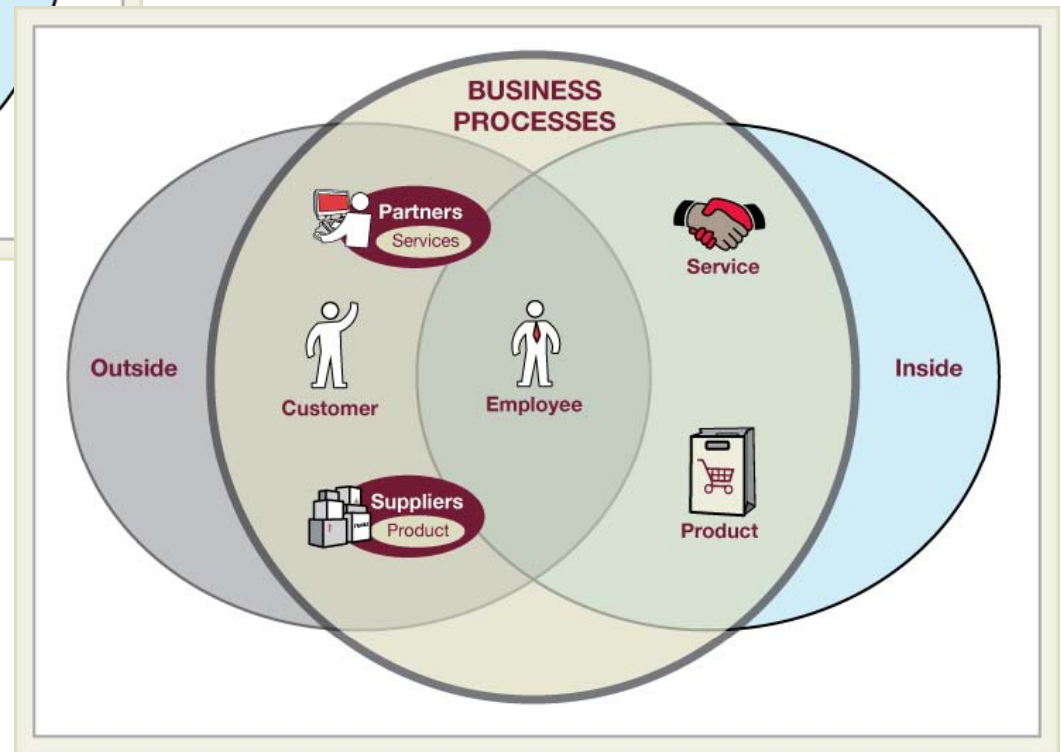 BUSINESS
PROCESSES
Partners
Services
Service
Outside
Inside
Customer
Employee
Suppliers
Product
Product